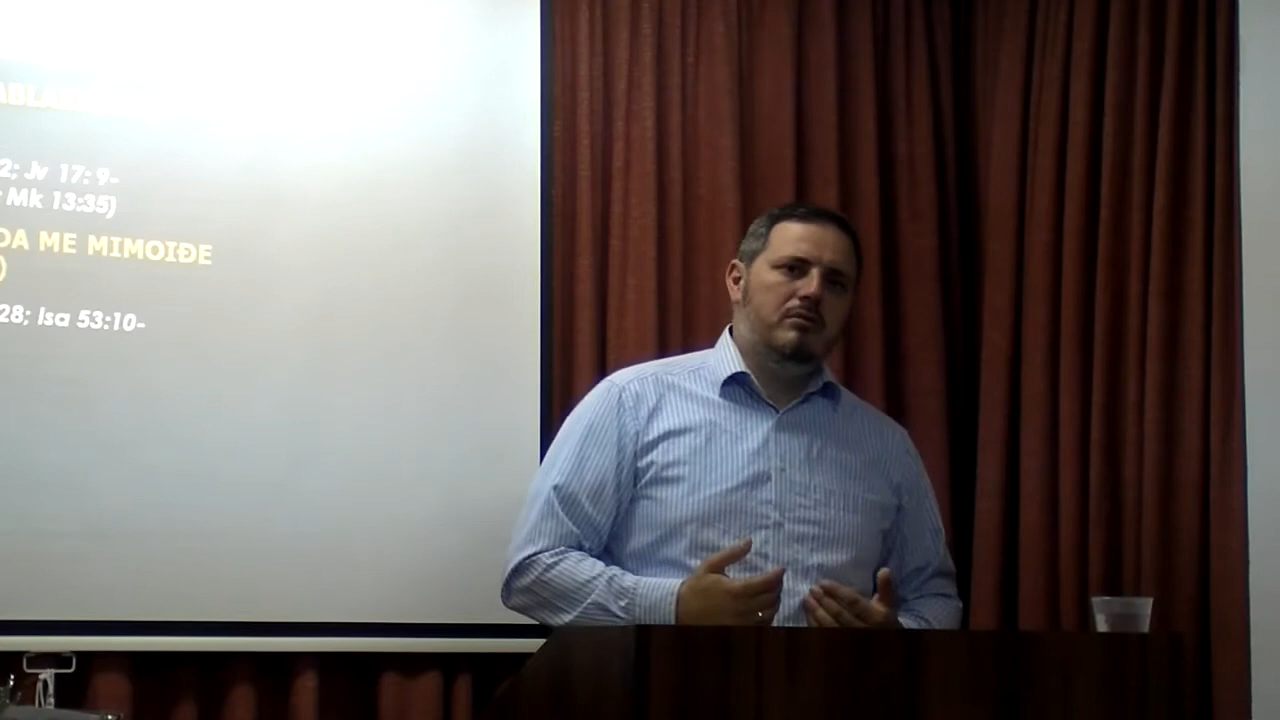 2; Jv 17: 9-
Mk 13:35)
DA ME MIMOIĐE
)
28; Isa 53:10-